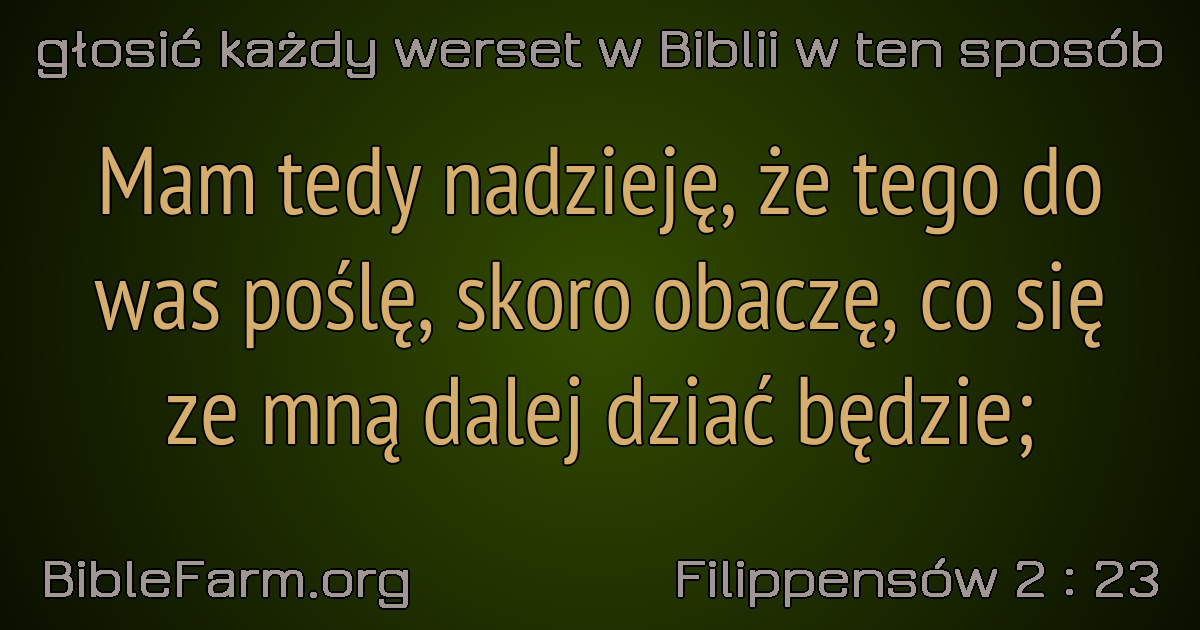 głosić każdy werset w Biblii w ten sposób
Mam tedy nadzieję, że tego do
was poślę, skoro obaczę, co się
ze mną dalej dziać będzie;
BibleFarm.org
Filippensów 2 : 23